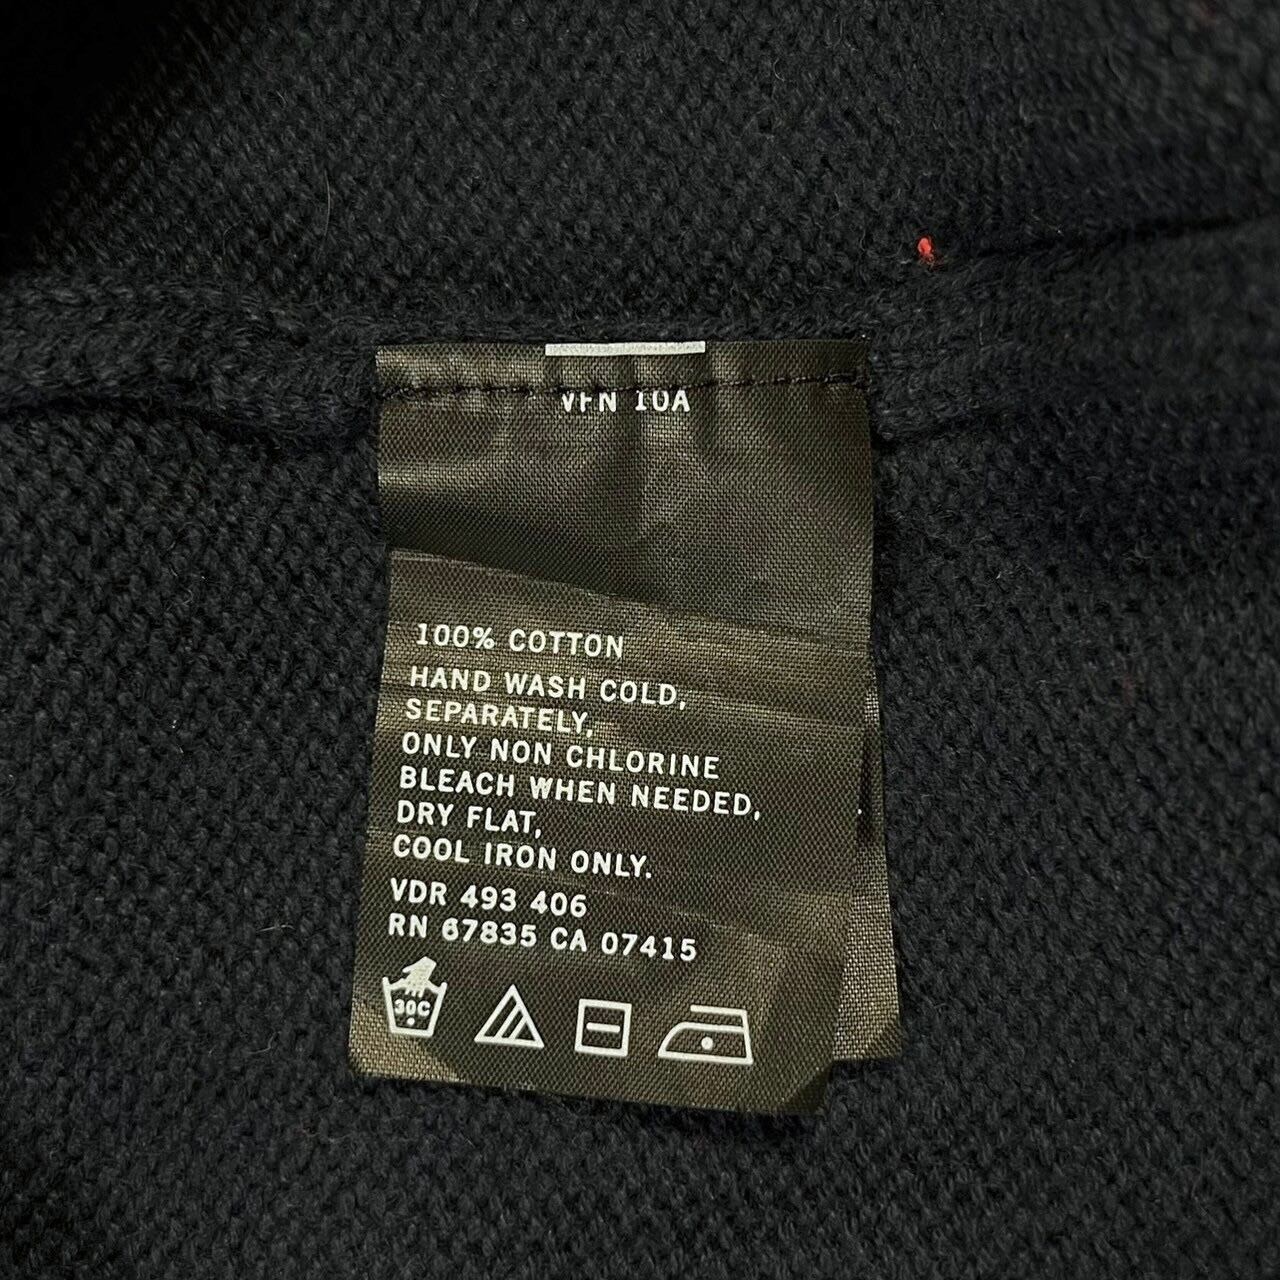 VFN 10A
100% COTTON
HAND WASH COLD,
SEPARATELY,
ONLY NON CHLORINE
BLEACH WHEN NEEDED,
DRY FLAT,
COOL IRON ONLY.
VDR 493 406
RN 67835 CA 07415
30C